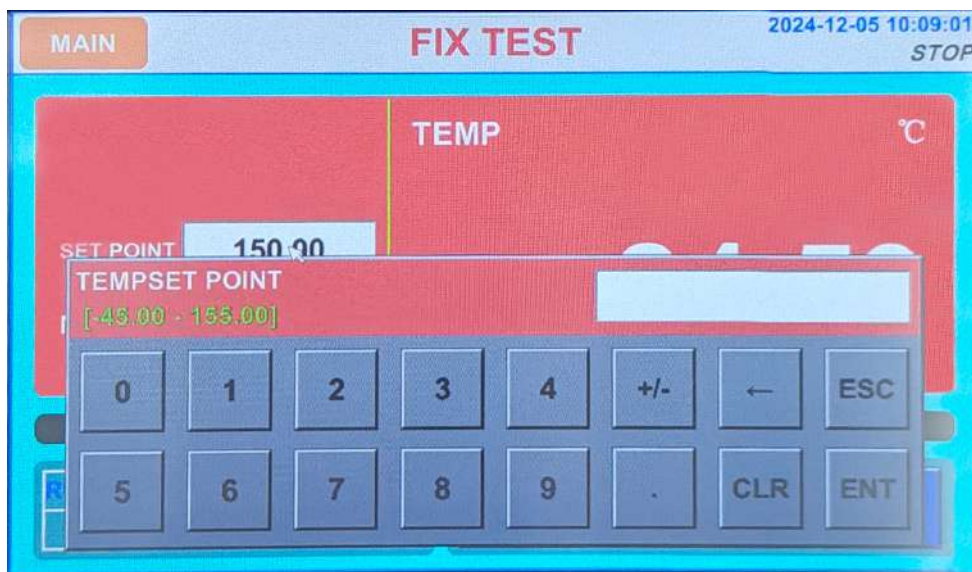 MAIN
FIX TEST
2024-12-05 10:09:01
STOP
TEMP
℃
SET POINT
150.00
TEMPSET POINT
[-45.00 - 155.00]
0 1 2 3 4 +/- ← ESC
5 6 7 8 9 . CLR ENT